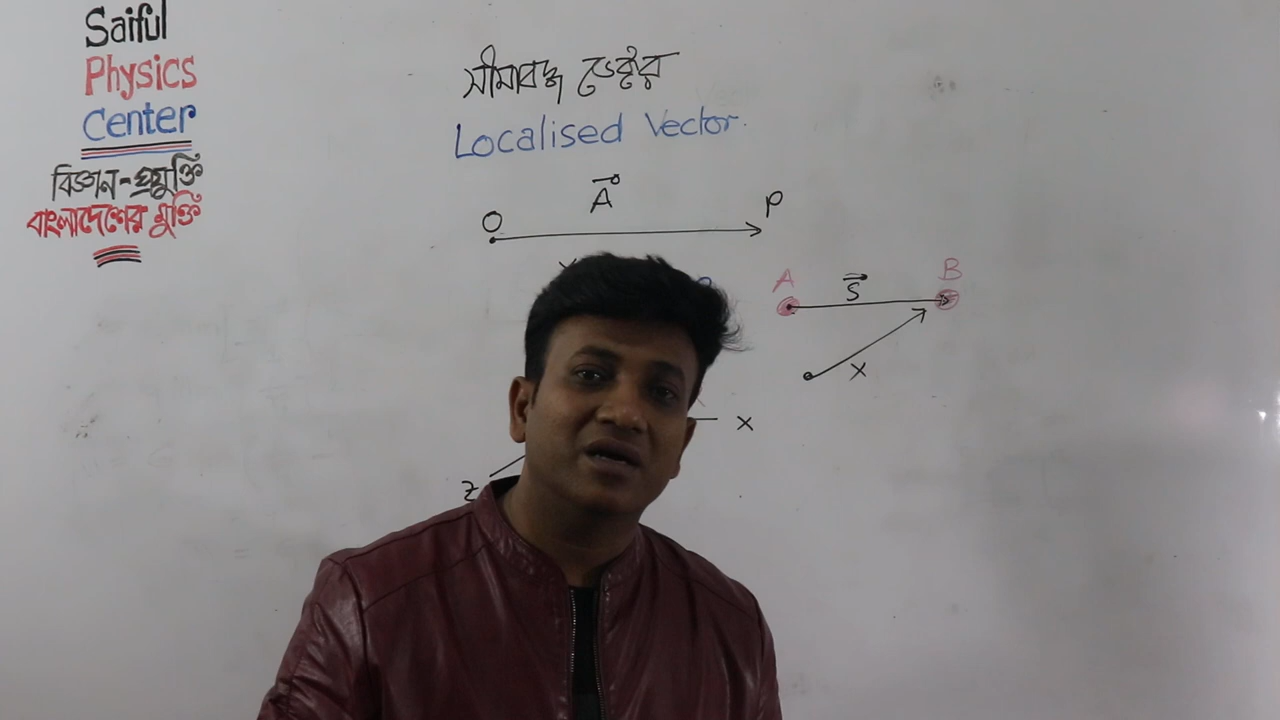 Saiful
Physics
Center
বিজ্ঞান-প্রযুক্তি
বাংলাদেশের মুক্তি
সীমাবদ্ধ ভেক্টর
Localised Vector.
A
O
P
A
S
B
X
X
Z